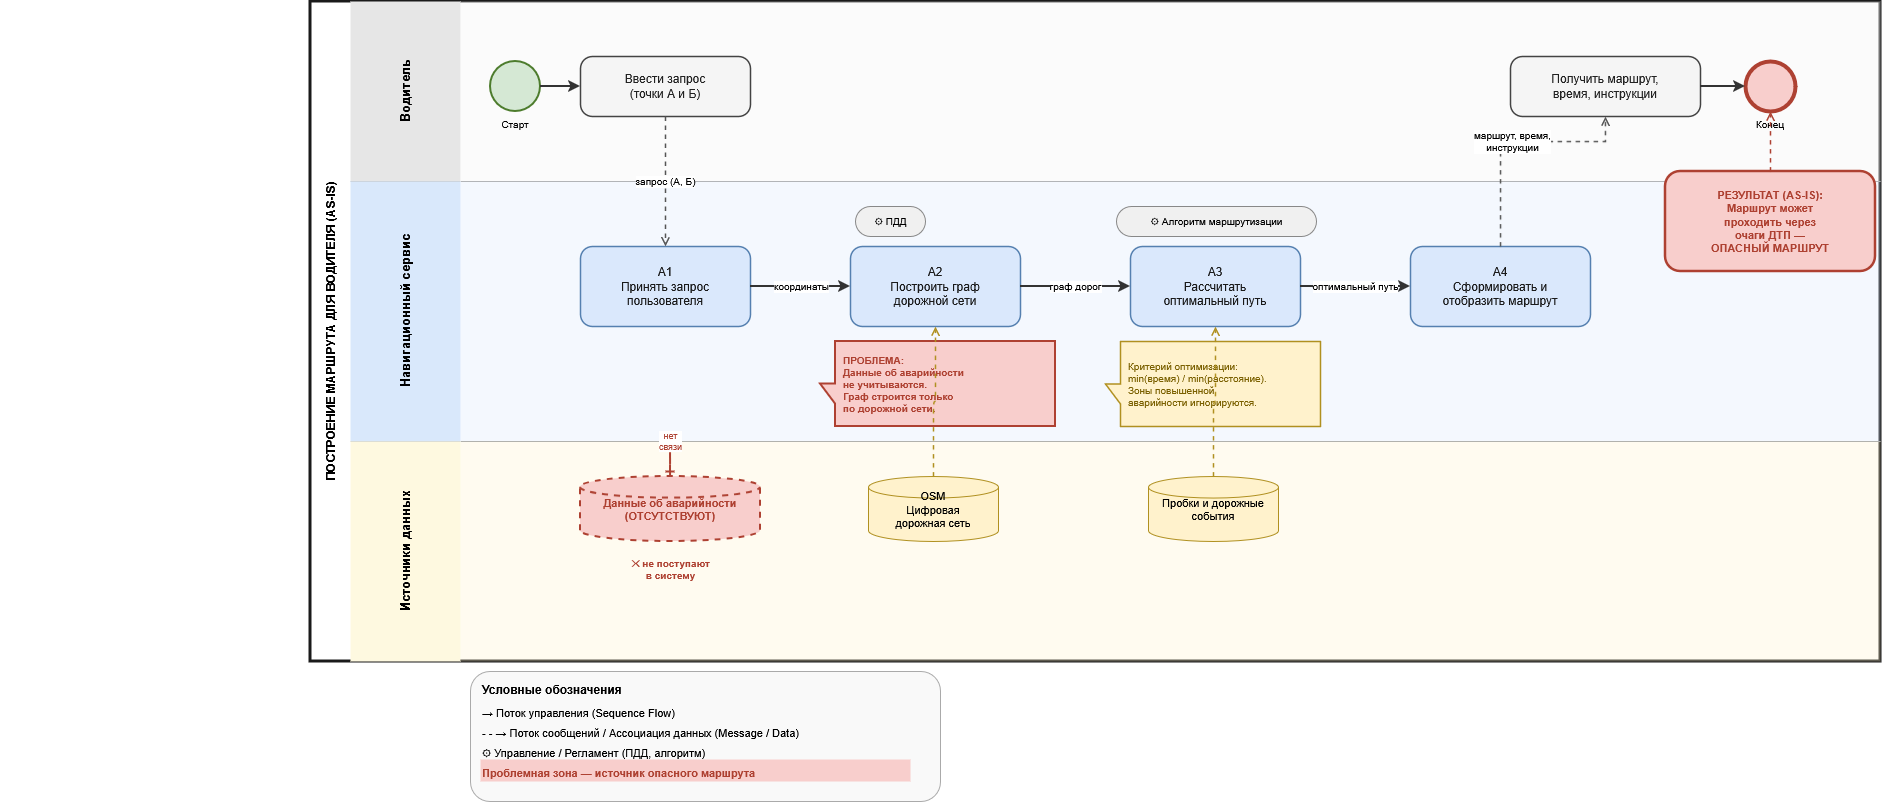 ПОСТРОЕНИЕ МАРШРУТА ДЛЯ ВОДИТЕЛЯ (AS-IS)
Водитель
Старт
Ввести запрос
(точки А и Б)
Получить маршрут,
время, инструкции
Конец
маршрут, время,
инструкции
запрос (А, Б)
Навигационный сервис
⚙ ПДД
⚙ Алгоритм маршрутизации
РЕЗУЛЬТАТ (AS-IS):
Маршрут может
проходить через
очаги ДТП —
ОПАСНЫЙ МАРШРУТ
А1
Принять запрос
пользователя
координаты
А2
Построить граф
дорожной сети
граф дорог
А3
Рассчитать
оптимальный путь
оптимальный путь
А4
Сформировать и
отобразить маршрут
ПРОБЛЕМА:
Данные об аварийности
не учитываются.
Граф строится только
по дорожной сети.
Критерий оптимизации:
min(время) / min(расстояние).
Зоны повышенной
аварийности игнорируются.
Источники данных
нет
связи
Данные об аварийности
(ОТСУТСТВУЮТ)
✕ не поступают
в систему
OSM
Цифровая
дорожная сеть
Пробки и дорожные
события
Условные обозначения
→ Поток управления (Sequence Flow)
- - → Поток сообщений / Ассоциация данных (Message / Data)
⚙ Управление / Регламент (ПДД, алгоритм)
Проблемная зона — источник опасного маршрута